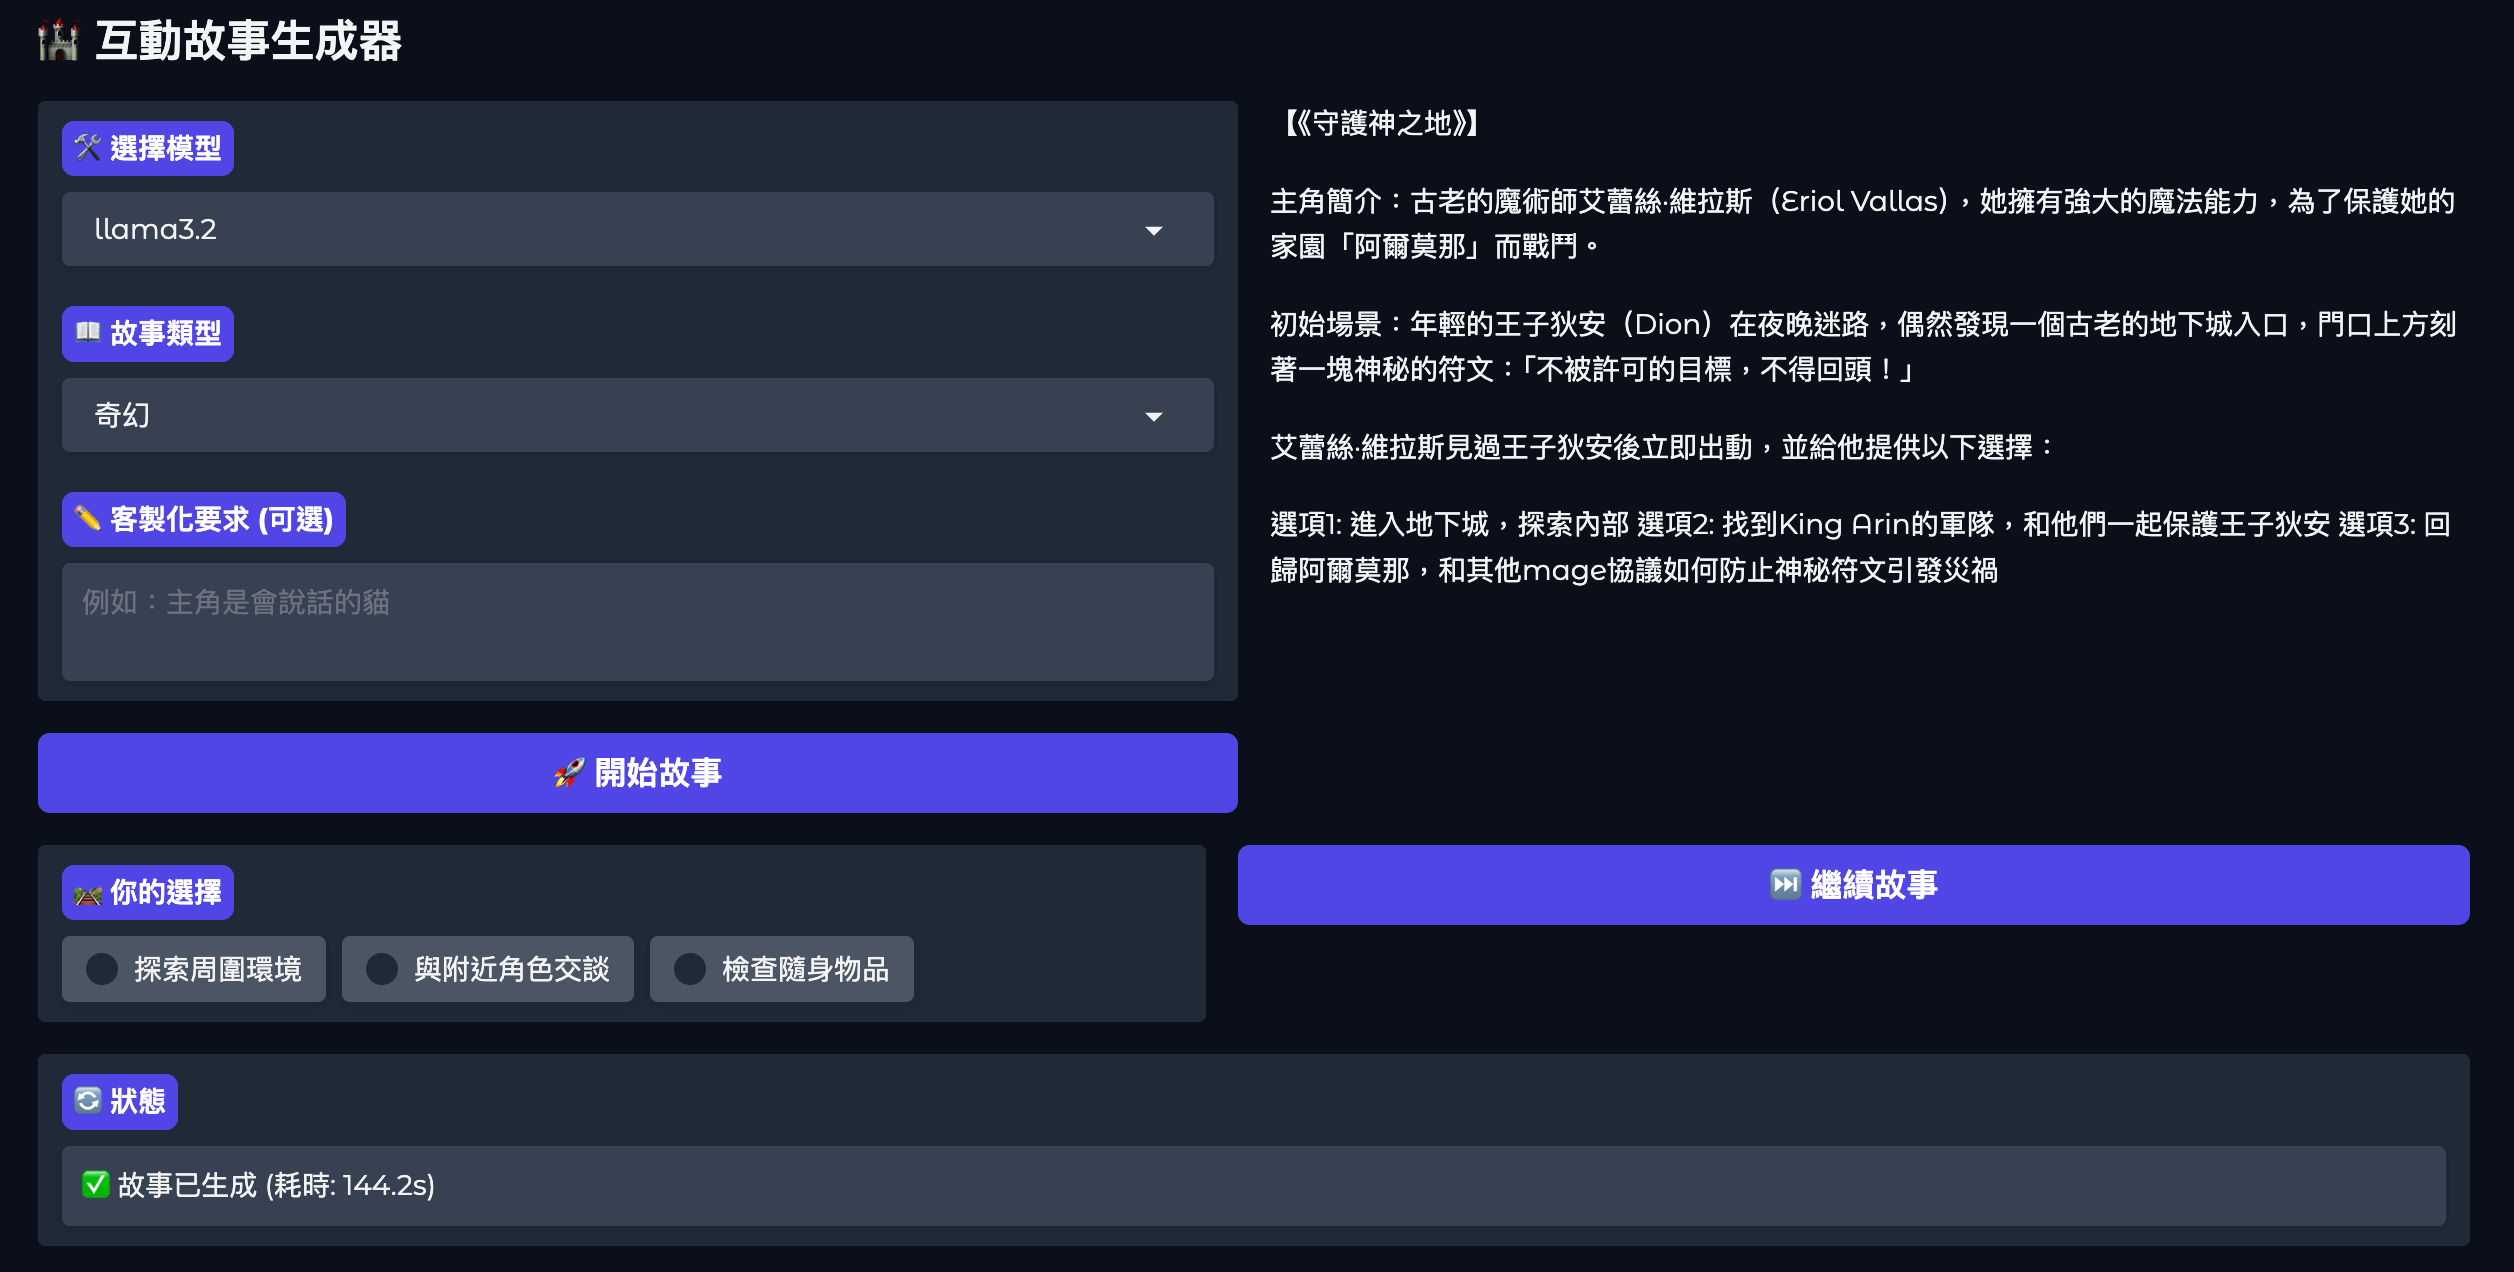 互動故事生成器
選擇模型
llama3.2
故事類型
奇幻
客製化要求 (可選)
例如：主角是會說話的貓
開始故事
【《守護神之地》】
主角簡介：古老的魔術師艾蕾絲·維拉斯（Eriol Vallas），她擁有強大的魔法能力，為了保護她的
家園「阿爾莫那」而戰鬥。
初始場景：年輕的王子狄安（Dion）在夜晚迷路，偶然發現一個古老的地下城入口，門口上方刻
著一塊神秘的符文：「不被許可的目標，不得回頭！」
艾蕾絲·維拉斯見過王子狄安後立即出動，並給他提供以下選擇：
選項1: 進入地下城，探索內部 選項2: 找到King Arin的軍隊，和他們一起保護王子狄安 選項3: 回
歸阿爾莫那，和其他mage協議如何防止神秘符文引發災禍
你的選擇
探索周圍環境
與附近角色交談
檢查隨身物品
繼續故事
狀態
故事已生成 (耗時: 144.2s)